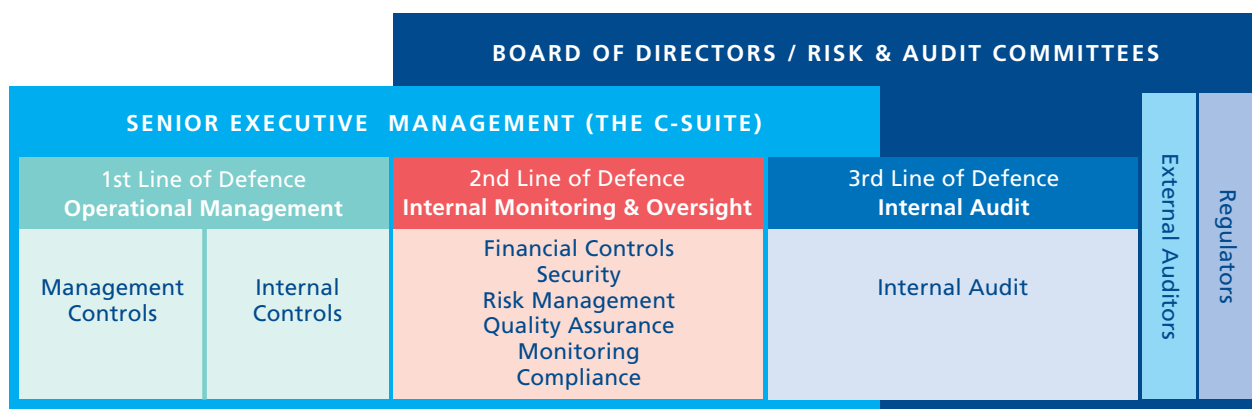 BOARD OF DIRECTORS / RISK & AUDIT COMMITTEES
SENIOR EXECUTIVE MANAGEMENT (THE C-SUITE)
1st Line of Defence
Operational Management
Management
Controls
Internal
Controls
2nd Line of Defence
Internal Monitoring & Oversight
Financial Controls
Security
Risk Management
Quality Assurance
Monitoring
Compliance
3rd Line of Defence
Internal Audit
Internal Audit
External Auditors
Regulators